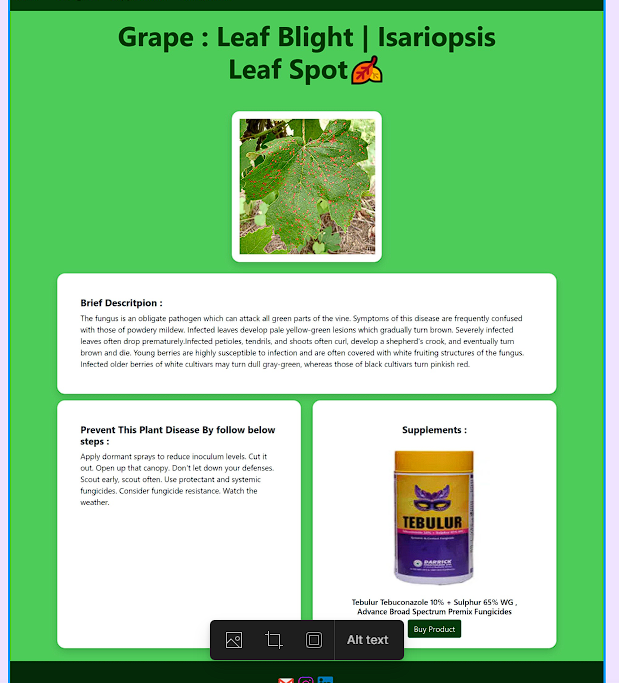 Grape : Leaf Blight | Isariopsis
Leaf Spot
Brief Descritpion :
The fungus is an obligate pathogen which can attack all green parts of the vine. Symptoms of this disease are frequently confused
with those of powdery mildew. Infected leaves develop pale yellow-green lesions which gradually turn brown. Severely infected
leaves often drop prematurely.Infected petioles, tendrils, and shoots often curl, develop a shepherd's crook, and eventually turn
brown and die. Young berries are highly susceptible to infection and are often covered with white fruiting structures of the fungus.
Infected older berries of white cultivars may turn dull gray-green, whereas those of black cultivars turn pinkish red.
Prevent This Plant Disease By follow below
steps :
Apply dormant sprays to reduce inoculum levels. Cut it
out. Open up that canopy. Don't let down your defenses.
Scout early, scout often. Use protectant and systemic
fungicides. Consider fungicide resistance. Watch the
weather.
Supplements :
TEBULUR
Tebulur Tebuconazole 10% + Sulphur 65% WG ,
Advance Broad Spectrum Premix Fungicides
Buy Product
Alt text